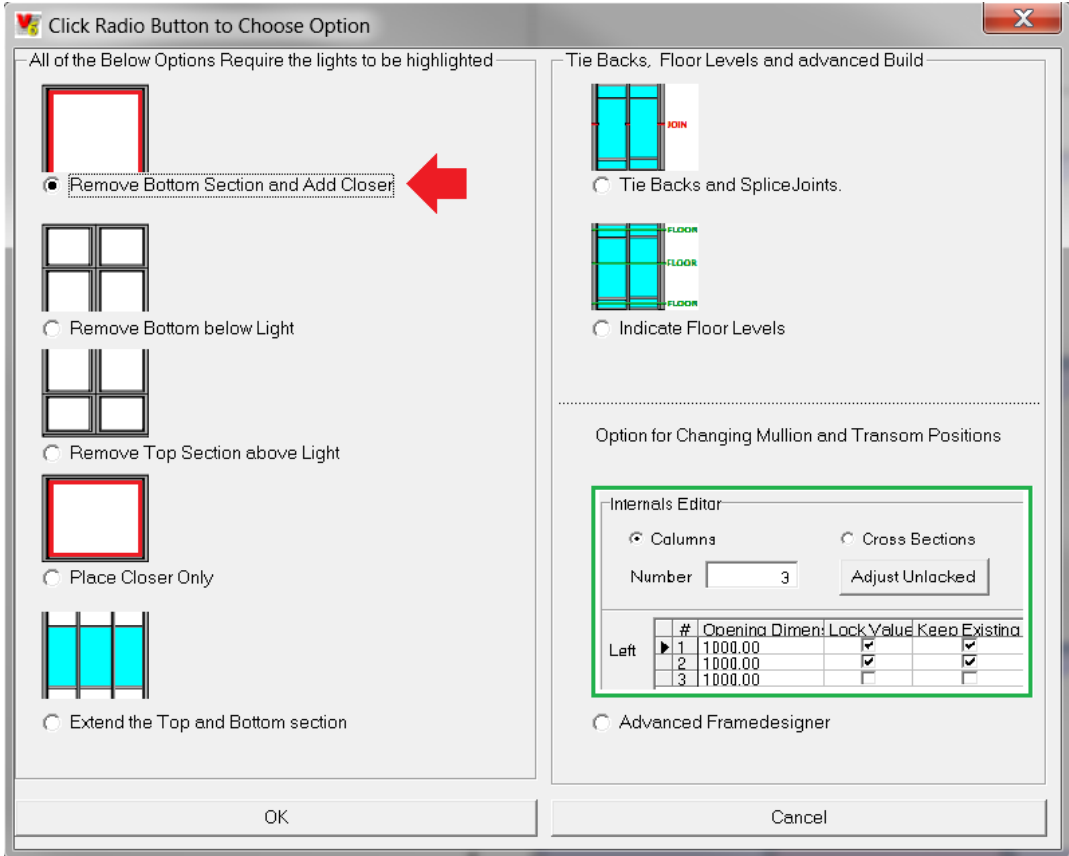 Click Radio Button to Choose Option
X
All of the Below Options Require the lights to be highlighted
Remove Bottom Section and Add Closer
Remove Bottom below Light
Remove Top Section above Light
Place Closer Only
Extend the Top and Bottom section
Tie Backs, Floor Levels and advanced Build
JOIN
Tie Backs and SpliceJoints.
FLOOR
FLOOR
FLOOR
Indicate Floor Levels
Option for Changing Mullion and Transom Positions
Internals Editor
Columns Cross Sections
Number 3 Adjust Unlocked
# Opening Dimen: Lock Value Keep Existing
Left 1 1000.00
2 1000.00
3 1000.00
Advanced Framedesigner
OK Cancel